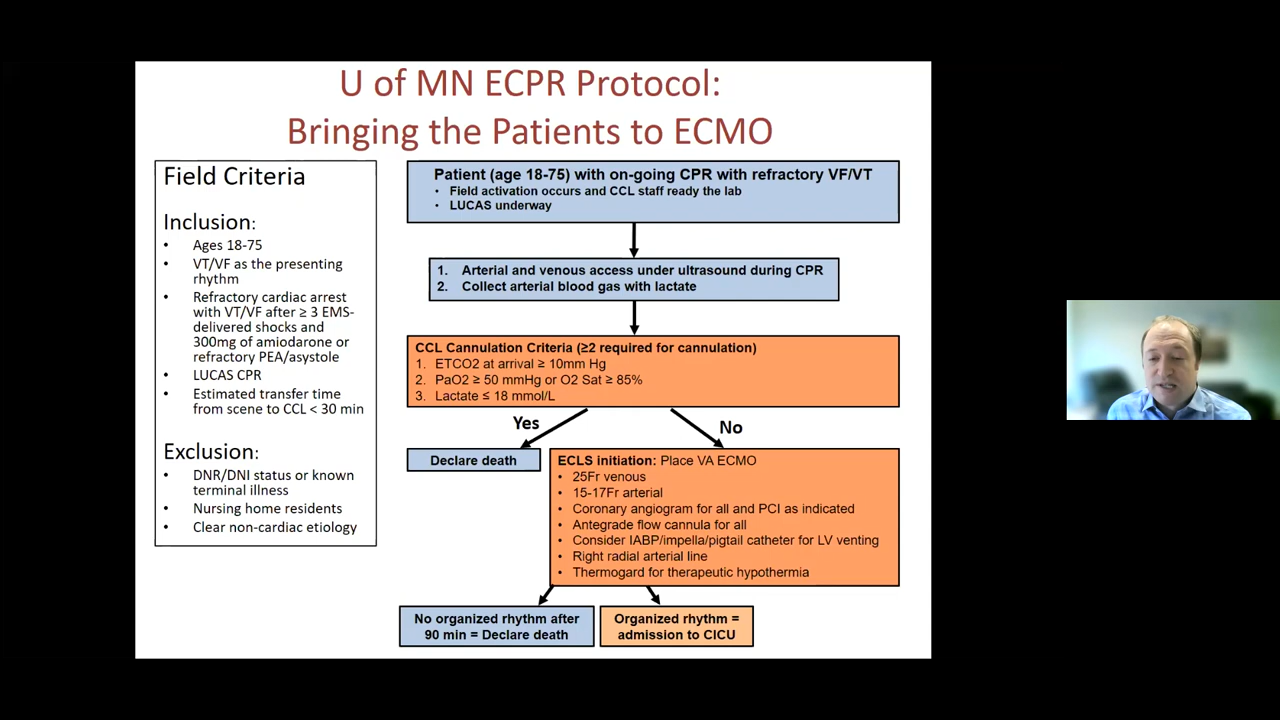 U of MN ECPR Protocol:
Bringing the Patients to ECMO
Field Criteria
Inclusion:
• Ages 18-75
• VT/VF as the presenting
rhythm
• Refractory cardiac arrest
with VT/VF after ≥ 3 EMS-
delivered shocks and
300mg of amiodarone or
refractory PEA/asystole
• LUCAS CPR
• Estimated transfer time
from scene to CCL < 30 min
Exclusion:
• DNR/DNI status or known
terminal illness
• Nursing home residents
• Clear non-cardiac etiology
Patient (age 18-75) with on-going CPR with refractory VF/VT
• Field activation occurs and CCL staff ready the lab
• LUCAS underway
1. Arterial and venous access under ultrasound during CPR
2. Collect arterial blood gas with lactate
CCL Cannulation Criteria (≥2 required for cannulation)
1. ETCO2 at arrival ≥ 10mm Hg
2. PaO2 ≥ 50 mmHg or O2 Sat ≥ 85%
3. Lactate ≤ 18 mmol/L
Yes
No
Declare death
ECLS initiation: Place VA ECMO
• 25Fr venous
• 15-17Fr arterial
• Coronary angiogram for all and PCI as indicated
• Antegrade flow cannula for all
• Consider IABP/impella/pigtail catheter for LV venting
• Right radial arterial line
• Thermogard for therapeutic hypothermia
No organized rhythm after
90 min = Declare death
Organized rhythm =
admission to CICU